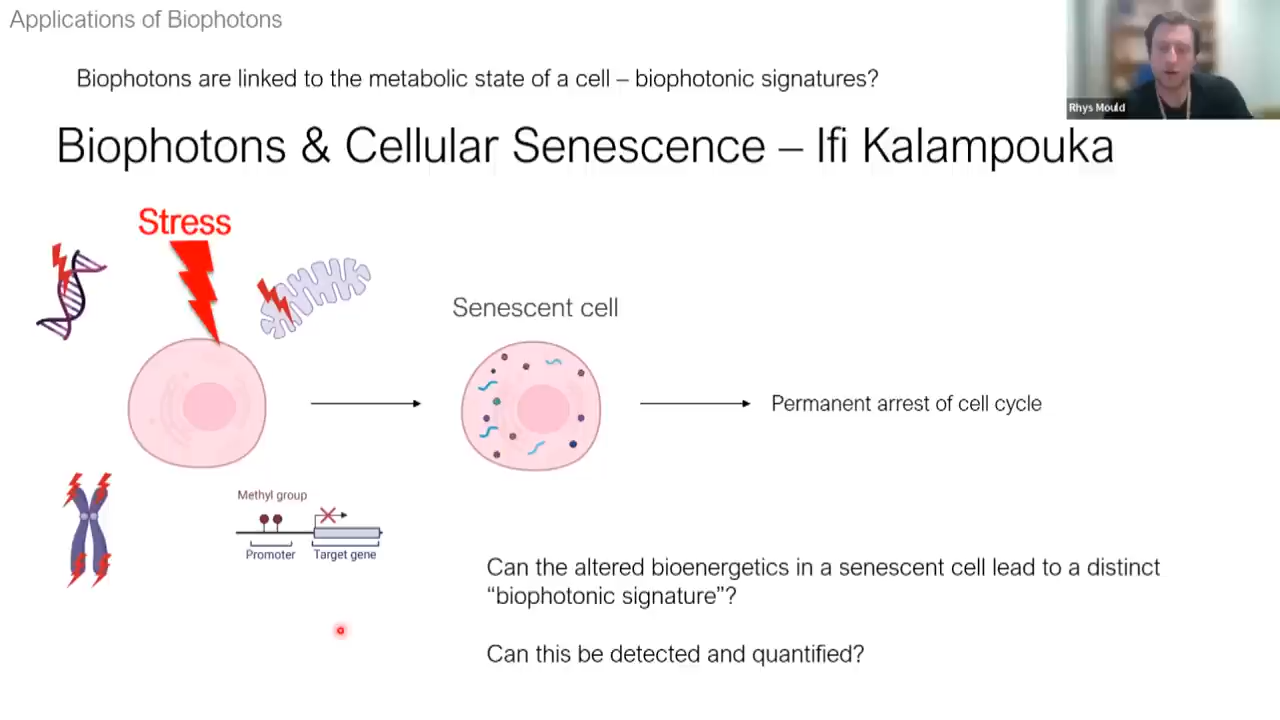 Applications of Biophotons
Biophotons are linked to the metabolic state of a cell – biophotonic signatures?
Rhys Mould
Biophotons & Cellular Senescence – Ifi Kalampouka
Stress
Senescent cell
Permanent arrest of cell cycle
Methyl group
Promoter
Target gene
Can the altered bioenergetics in a senescent cell lead to a distinct
“biophotonic signature”?
Can this be detected and quantified?